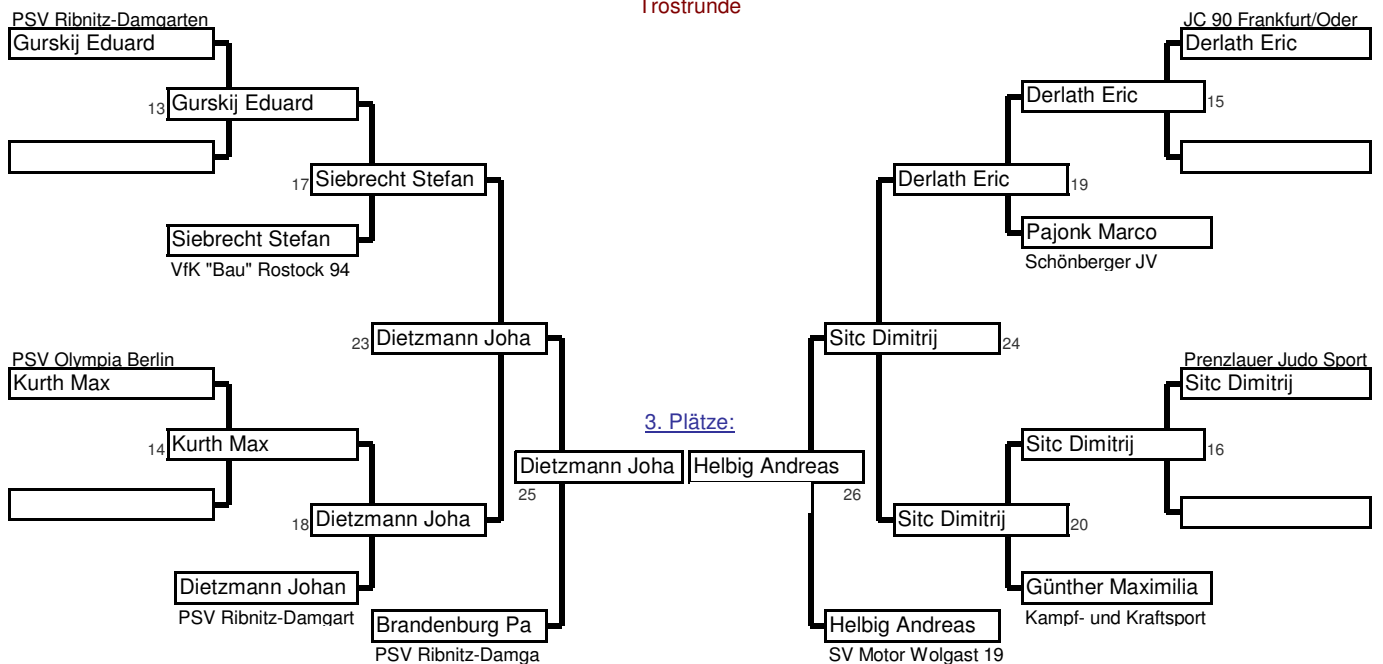 Trostrunde
PSV Ribnitz-Damgarten
JC 90 Frankfurt/Oder
Gurskij Eduard
Derlath Eric
13 Gurskij Eduard
Derlath Eric 15
17 Siebrecht Stefan
Derlath Eric 19
Siebrecht Stefan
Pajonk Marco
VfK "Bau" Rostock 94
Schönberger JV
23 Dietzmann Joha
Sitc Dimitrij 24
PSV Olympia Berlin
Prenzlauer Judo Sport
Kurth Max
Sitc Dimitrij
3. Plätze:
14 Kurth Max
Sitc Dimitrij 16
Dietzmann Joha
Helbig Andreas
25
26
18 Dietzmann Joha
Sitc Dimitrij 20
Dietzmann Johan
Günther Maximilia
PSV Ribnitz-Damgart
Kampf- und Kraftsport
Brandenburg Pa
Helbig Andreas
PSV Ribnitz-Damga
SV Motor Wolgast 19